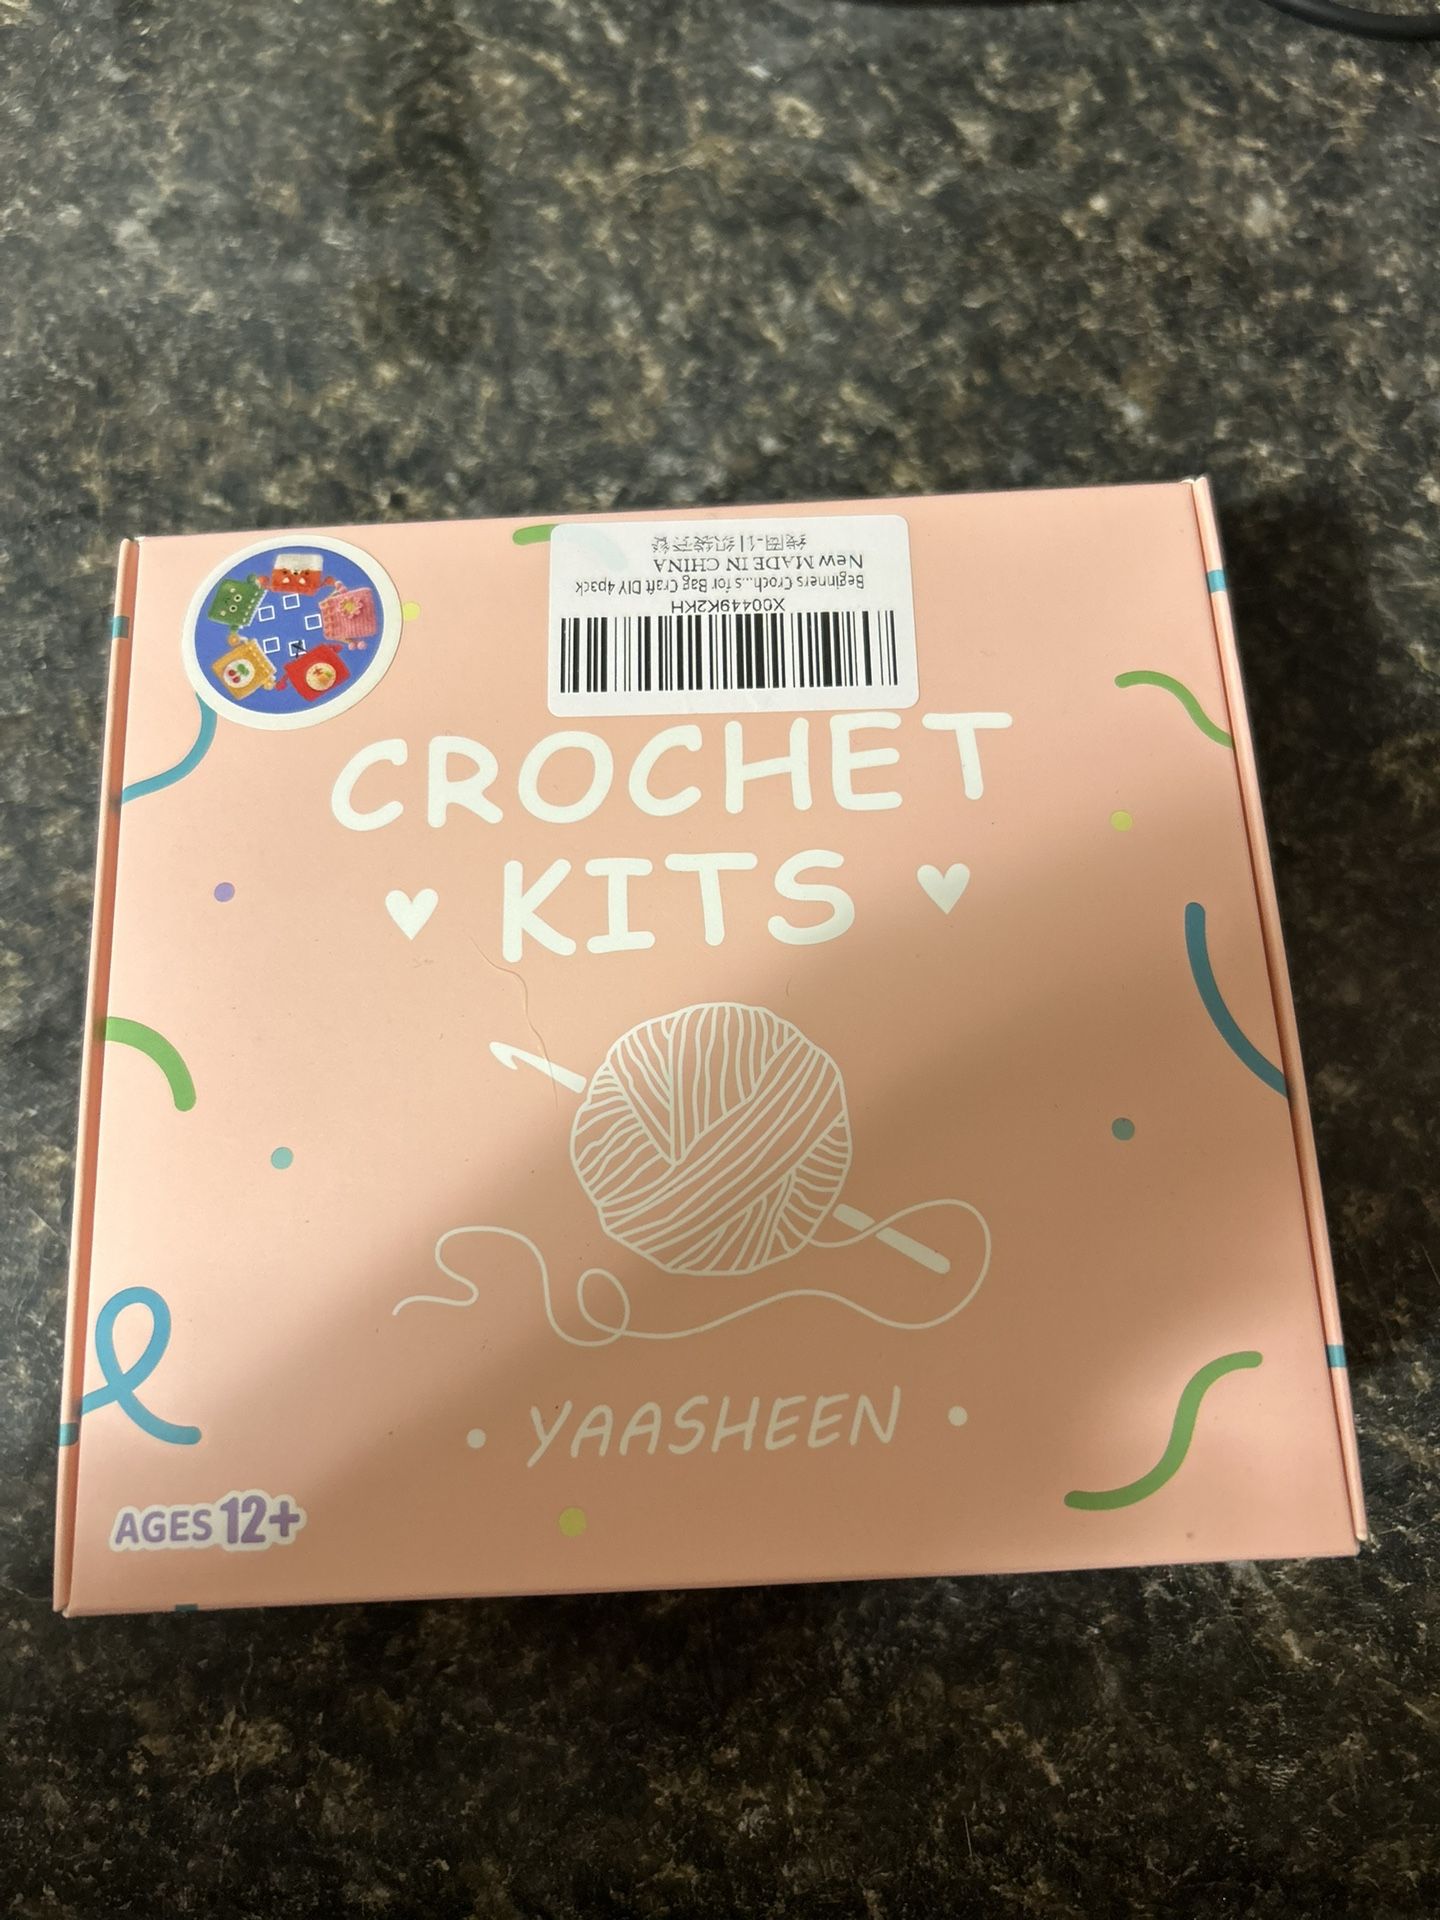 X00449K2KH
Beginners Croch...s for Bag Craft DIY 4pack
New MADE IN CHINA
CROCHET
KITS
YAASHEEN
AGES 12+